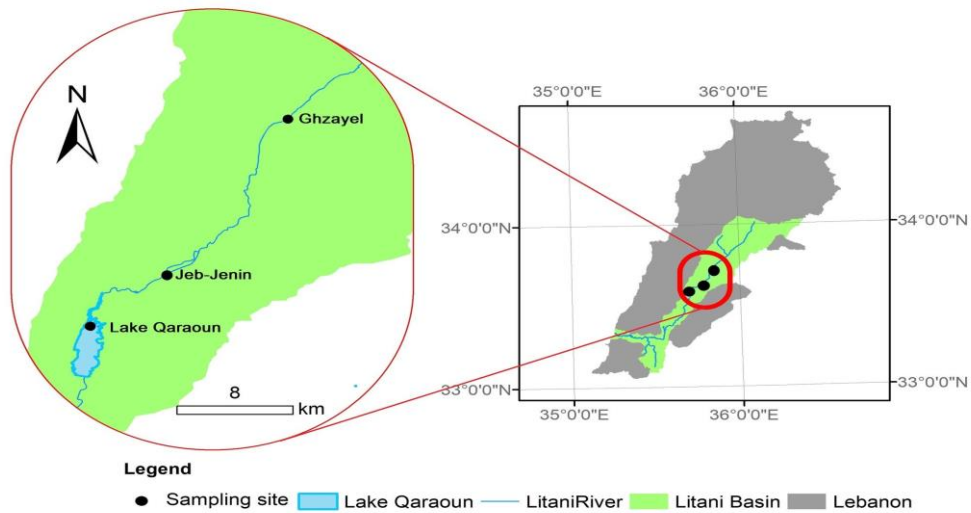 N
Ghzayel
Jeb-Jenin
Lake Qaraoun
8
km
35°0'0"E 36°0'0"E
34°0'0"N 34°0'0"N
33°0'0"N 33°0'0"N
35°0'0"E 36°0'0"E
Legend
Sampling site Lake Qaraoun LitaniRiver Litani Basin Lebanon